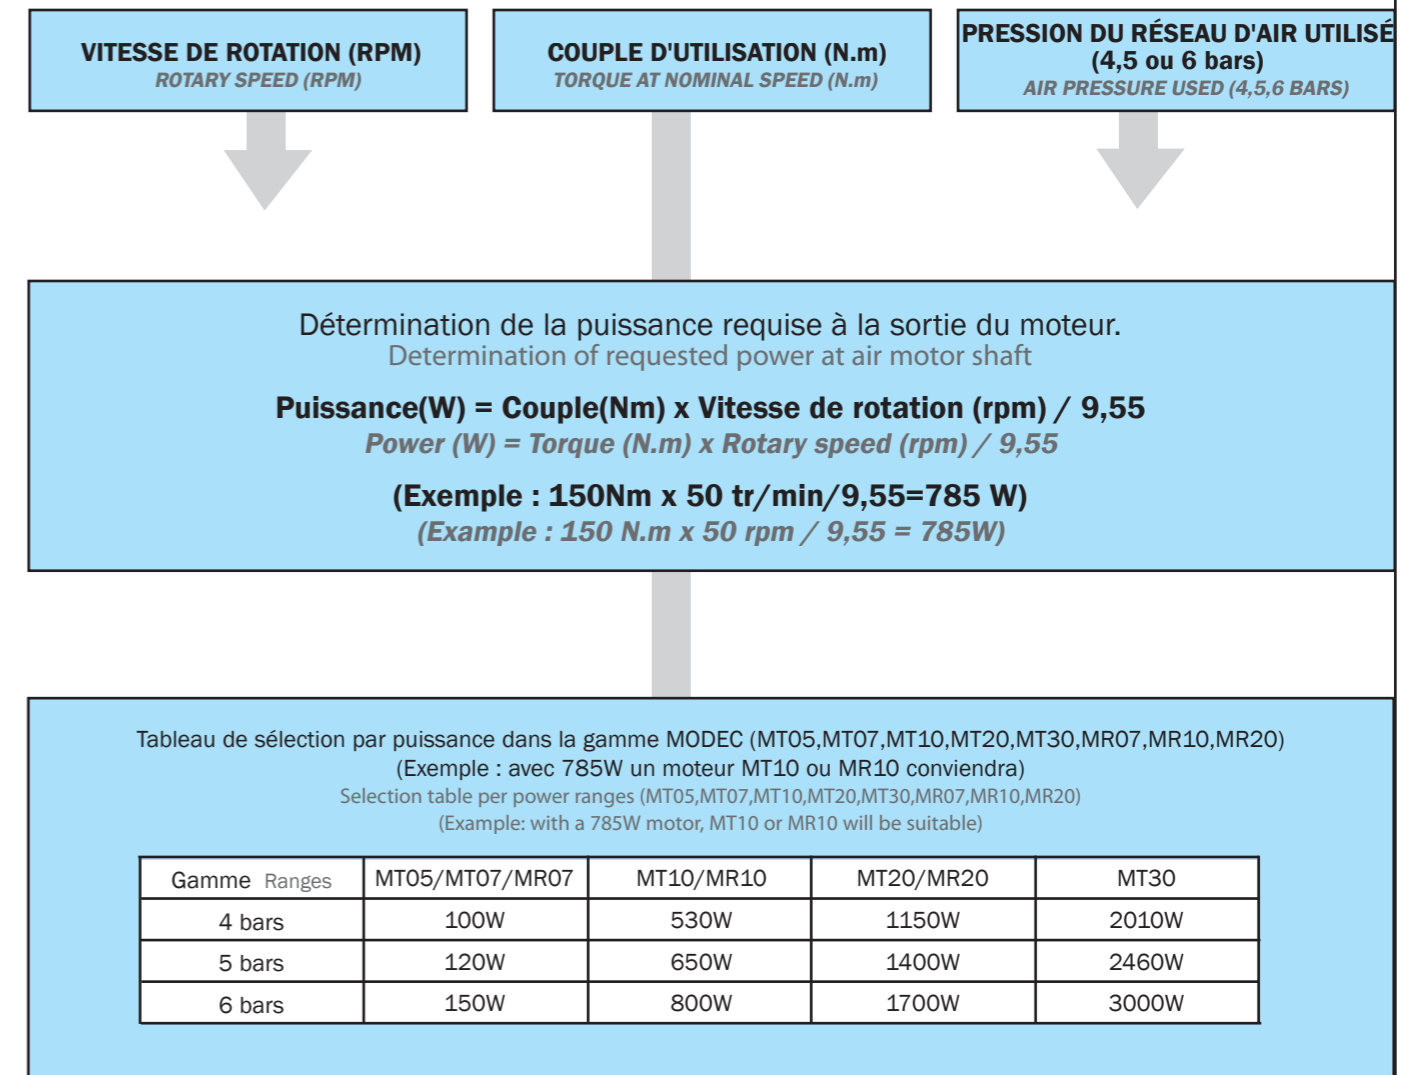 VITESSE DE ROTATION (RPM)
ROTARY SPEED (RPM)
COUPLE D'UTILISATION (N.m)
TORQUE AT NOMINAL SPEED (N.m)
PRESSION DU RÉSEAU D'AIR UTILISÉ
(4,5 ou 6 bars)
AIR PRESSURE USED (4,5,6 BARS)
Détermination de la puissance requise à la sortie du moteur.
Determination of requested power at air motor shaft
Puissance(W) = Couple(Nm) x Vitesse de rotation (rpm) / 9,55
Power (W) = Torque (N.m) x Rotary speed (rpm) / 9,55
(Exemple : 150Nm x 50 tr/min/9,55=785 W)
(Example : 150 N.m x 50 rpm / 9,55 = 785W)
Tableau de sélection par puissance dans la gamme MODEC (MT05,MT07,MT10,MT20,MT30,MR07,MR10,MR20)
(Exemple : avec 785W un moteur MT10 ou MR10 conviendra)
Selection table per power ranges (MT05,MT07,MT10,MT20,MT30,MR07,MR10,MR20)
(Example: with a 785W motor, MT10 or MR10 will be suitable)
Gamme Ranges MT05/MT07/MR07 MT10/MR10 MT20/MR20 MT30
4 bars 100W 530W 1150W 2010W
5 bars 120W 650W 1400W 2460W
6 bars 150W 800W 1700W 3000W